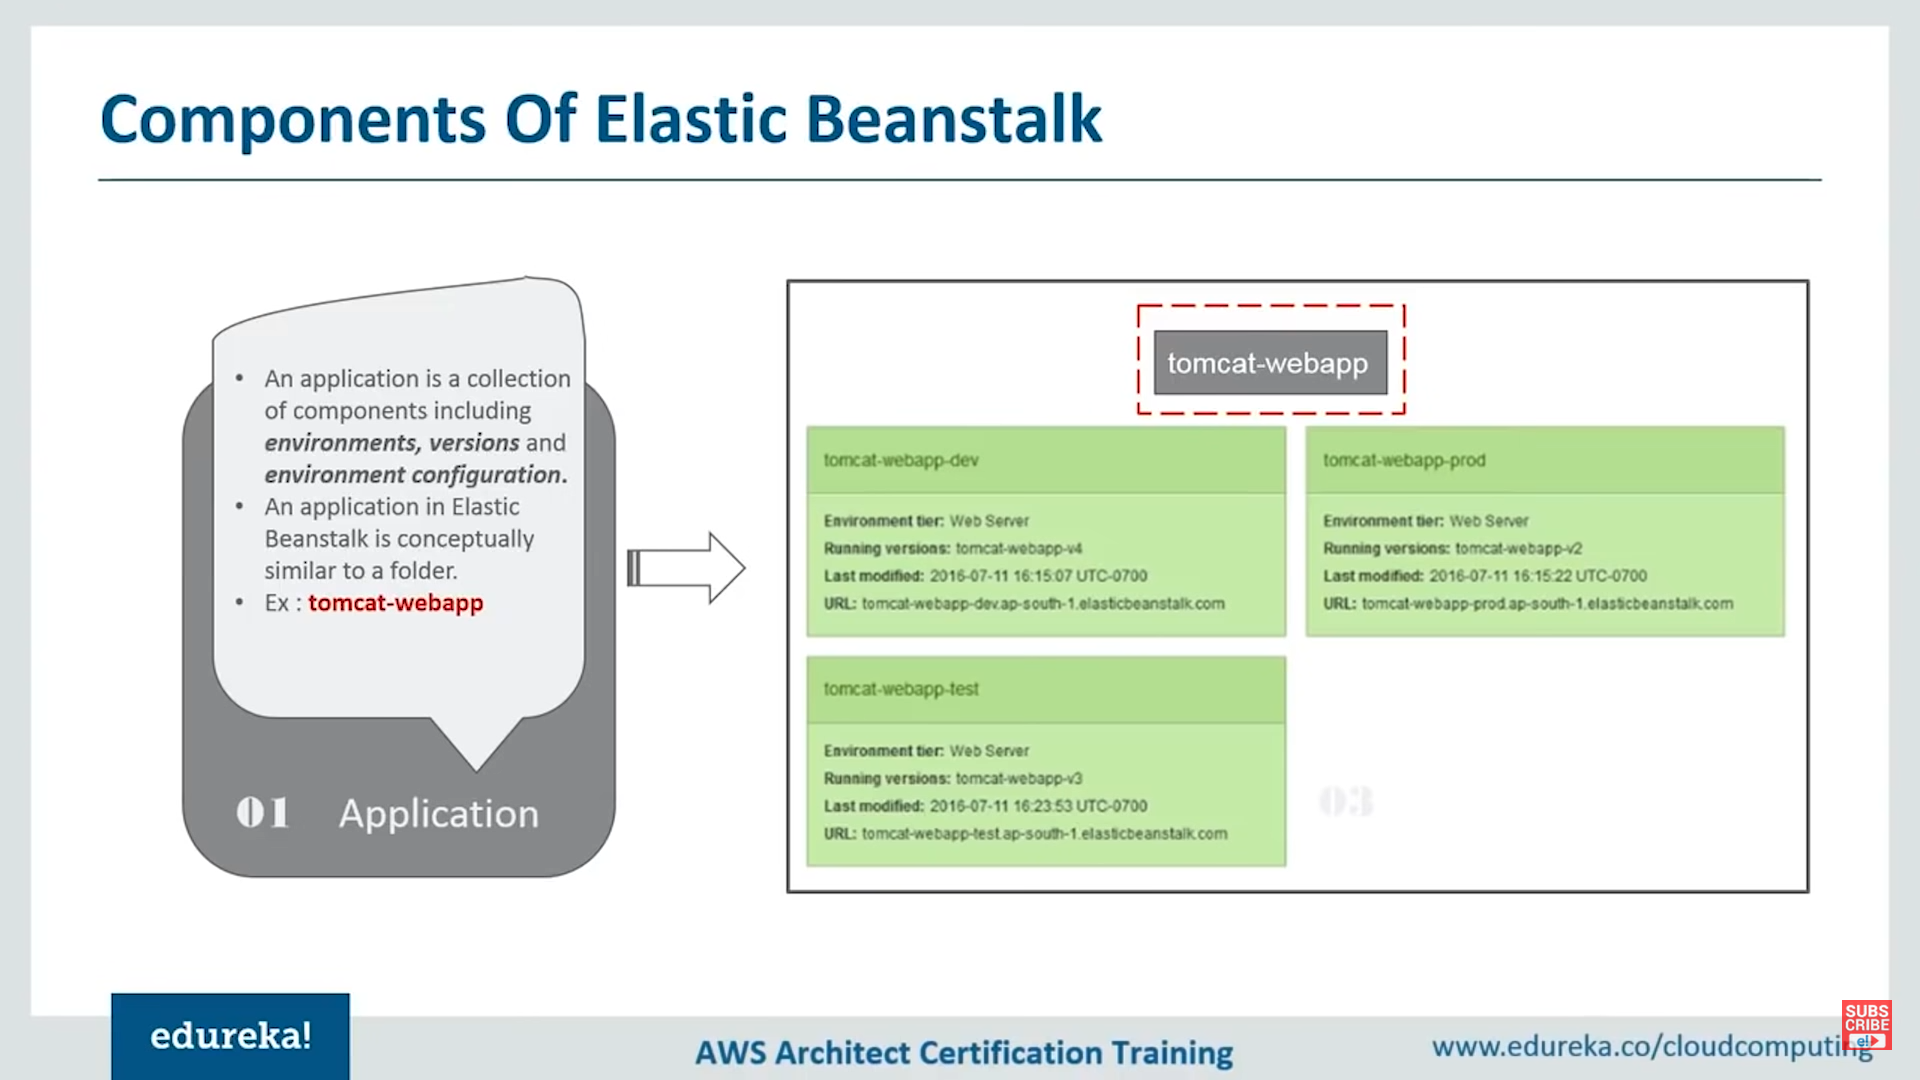 Components Of Elastic Beanstalk
• An application is a collection
of components including
environments, versions and
environment configuration.
• An application in Elastic
Beanstalk is conceptually
similar to a folder.
• Ex : tomcat-webapp
01 Application
tomcat-webapp
tomcat-webapp-dev
Environment tier: Web Server
Running versions: tomcat-webapp-v4
Last modified: 2016-07-11 16:15:07 UTC-0700
URL: tomcat-webapp-dev.ap-south-1.elasticbeanstalk.com
tomcat-webapp-prod
Environment tier: Web Server
Running versions: tomcat-webapp-v2
Last modified: 2016-07-11 16:15:22 UTC-0700
URL: tomcat-webapp-prod.ap-south-1.elasticbeanstalk.com
tomcat-webapp-test
Environment tier: Web Server
Running versions: tomcat-webapp-v3
Last modified: 2016-07-11 16:23:53 UTC-0700
URL: tomcat-webapp-test.ap-south-1.elasticbeanstalk.com
03
edureka!
AWS Architect Certification Training
www.edureka.co/cloudcomputing
SUBS
CRIBE
e!